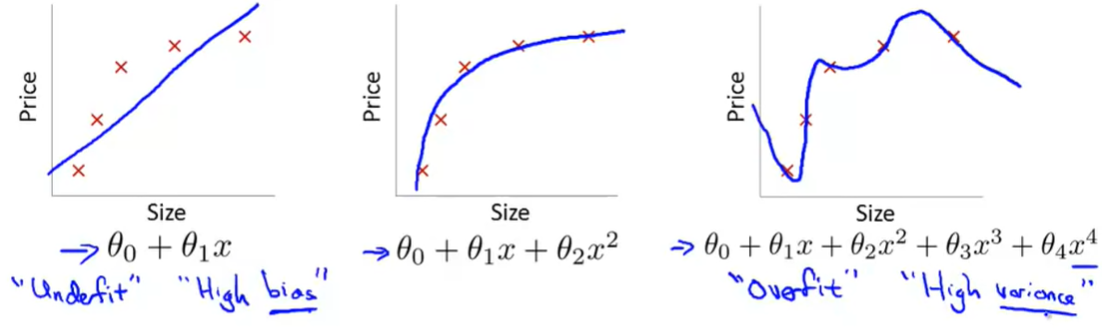 Price
Size
→ θ₀ + θ₁x
"Underfit" "High bias"
Price
Size
→ θ₀ + θ₁x + θ₂x²
Price
Size
→ θ₀ + θ₁x + θ₂x² + θ₃x³ + θ₄x⁴
"Overfit" "High variance"